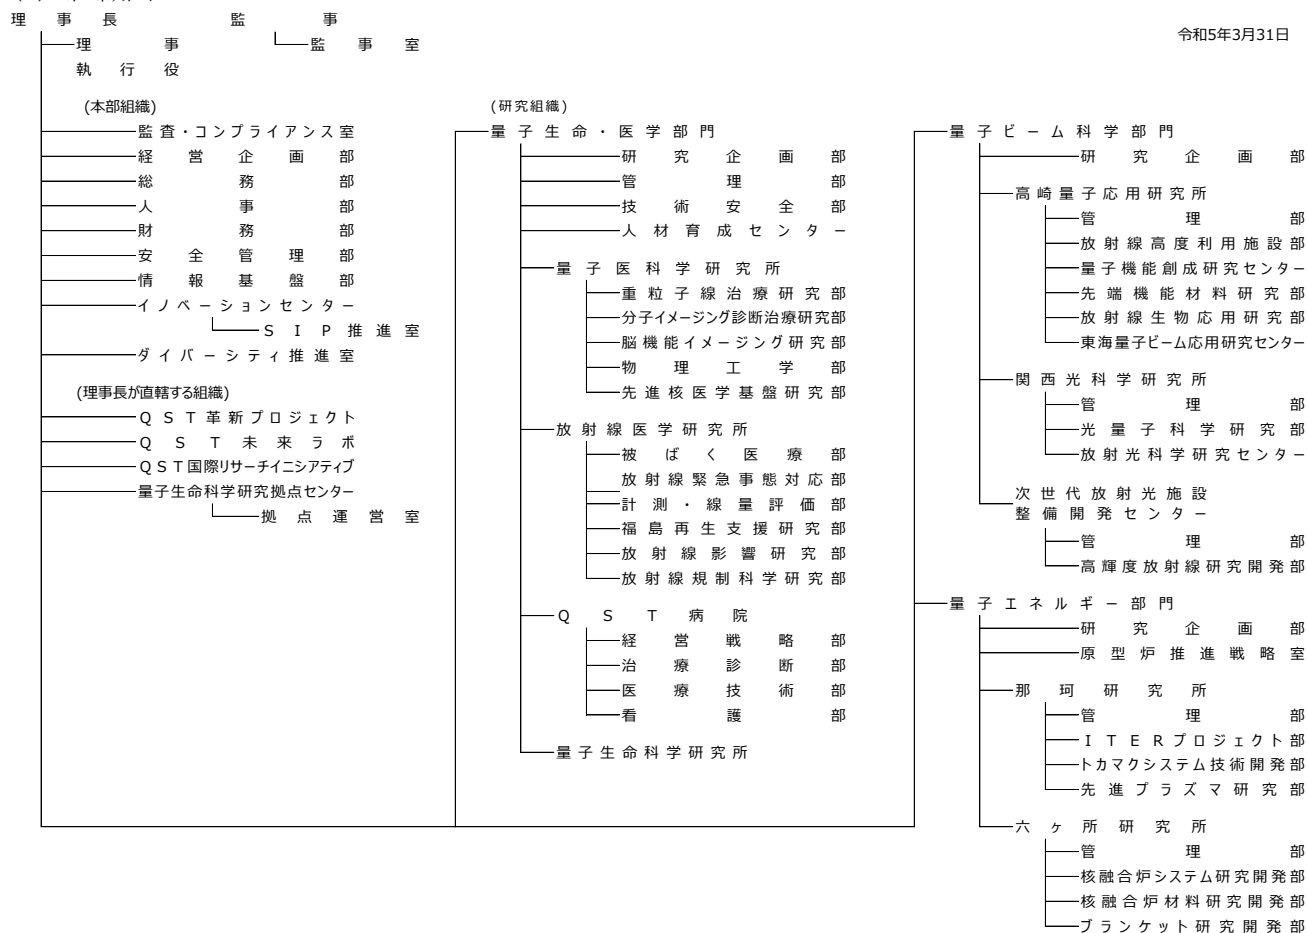 理事長 監事
令和5年3月31日
理事 監事室
執行役
(本部組織)
監査・コンプライアンス室
経営企画部
総務部
人事部
財務部
安全管理部
情報基盤部
イノベーションセンター
SIP推進室
ダイバーシティ推進室
(理事長が直轄する組織)
QST革新プロジェクト
QST未来ラボ
QST国際リサーチイニシアティブ
量子生命科学研究拠点センター
拠点運営室
(研究組織)
量子生命・医学部門
研究企画部
管理部
技術安全部
人材育成センター
量子医科学研究所
重粒子線治療研究部
分子イメージング診断治療研究部
脳機能イメージング研究部
物理工学部
先進核医学基盤研究部
放射線医学研究所
被ばく医療部
放射線緊急事態対応部
計測・線量評価部
福島再生支援研究部
放射線影響研究部
放射線規制科学研究部
QST病院
経営戦略部
治療診断部
医療技術部
看護部
量子生命科学研究所
量子ビーム科学部門
研究企画部
高崎量子応用研究所
管理部
放射線高度利用施設部
量子機能創成研究センター
先端機能材料研究部
放射線生物応用研究部
東海量子ビーム応用研究センター
関西光科学研究所
管理部
光量子科学研究部
放射光科学研究センター
次世代放射光施設
整備開発センター
管理部
高輝度放射線研究開発部
量子エネルギー部門
研究企画部
原型炉推進戦略室
那珂研究所
管理部
ITERプロジェクト部
トカマクシステム技術開発部
先進プラズマ研究部
六ヶ所研究所
管理部
核融合炉システム研究開発部
核融合炉材料研究開発部
ブランケット研究開発部